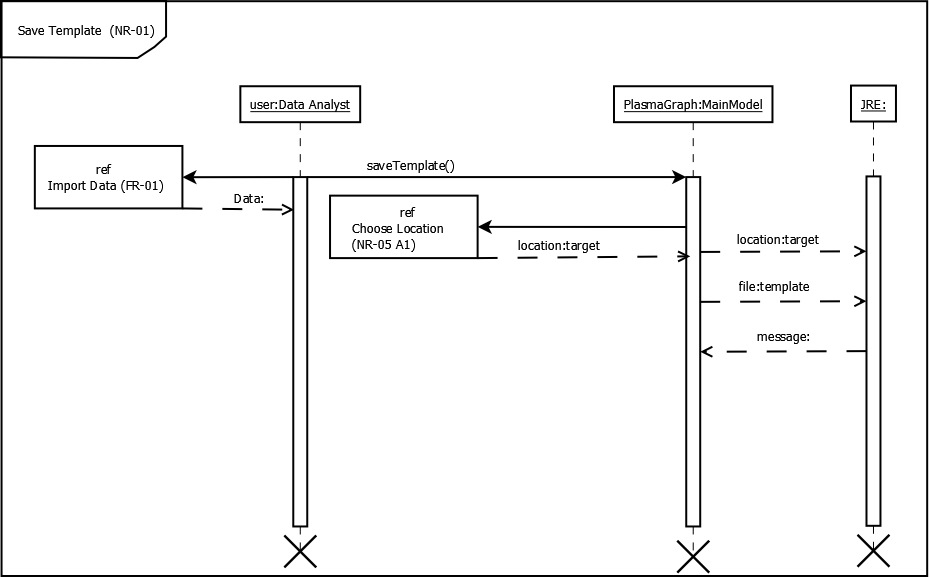 Save Template  (NR-01)
user:Data Analyst
PlasmaGraph:MainModel
JRE:
saveTemplate()
ref
Import Data (FR-01)
Data:
ref
Choose Location
(NR-05 A1)
location:target
location:target
file:template
message: